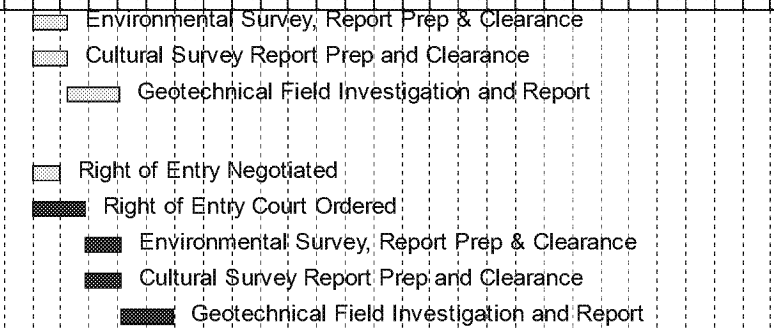 Environmental Survey, Report Prep & Clearance
Cultural Survey Report Prep and Clearance
Geotechnical Field Investigation and Report
Right of Entry Negotiated
Right of Entry Court Ordered
Environmental Survey, Report Prep & Clearance
Cultural Survey Report Prep and Clearance
Geotechnical Field Investigation and Report